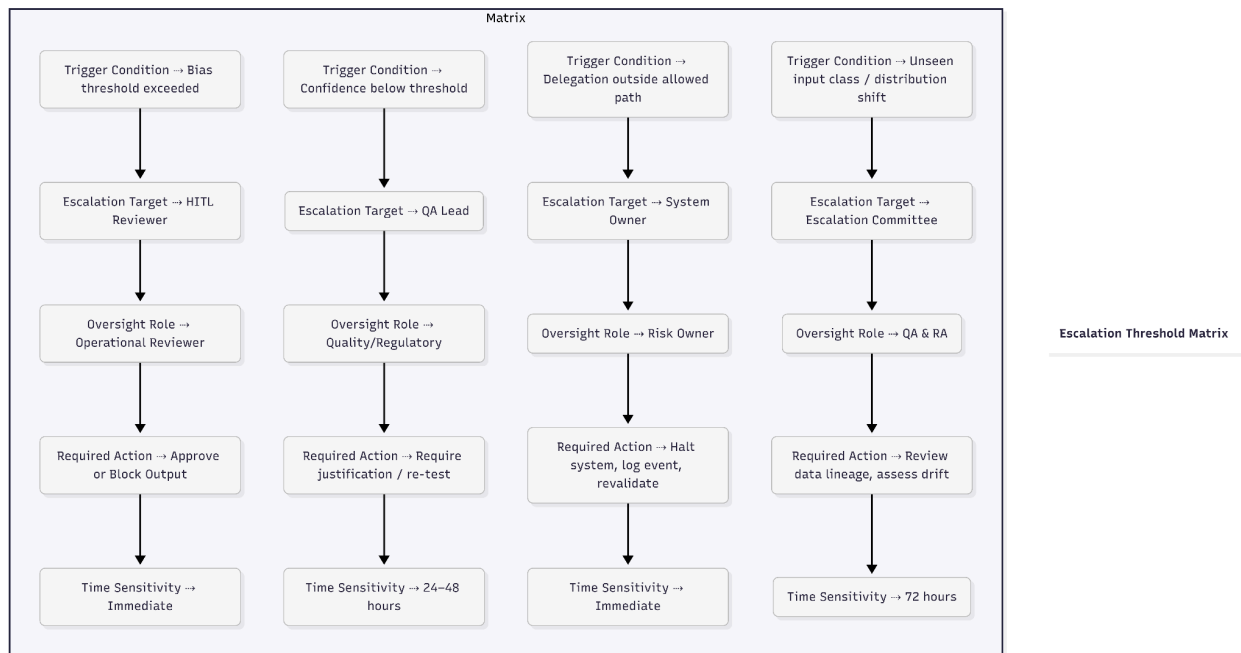 Matrix
Trigger Condition ⇢ Bias
threshold exceeded
Escalation Target ⇢ HITL
Reviewer
Oversight Role ⇢
Operational Reviewer
Required Action ⇢ Approve
or Block Output
Time Sensitivity ⇢
Immediate
Trigger Condition ⇢
Confidence below threshold
Escalation Target ⇢ QA Lead
Oversight Role ⇢
Quality/Regulatory
Required Action ⇢ Require
justification / re-test
Time Sensitivity ⇢ 24–48
hours
Trigger Condition ⇢
Delegation outside allowed
path
Escalation Target ⇢ System
Owner
Oversight Role ⇢ Risk Owner
Required Action ⇢ Halt
system, log event,
revalidate
Time Sensitivity ⇢
Immediate
Trigger Condition ⇢ Unseen
input class / distribution
shift
Escalation Target ⇢
Escalation Committee
Oversight Role ⇢ QA & RA
Required Action ⇢ Review
data lineage, assess drift
Time Sensitivity ⇢ 72 hours
Escalation Threshold Matrix